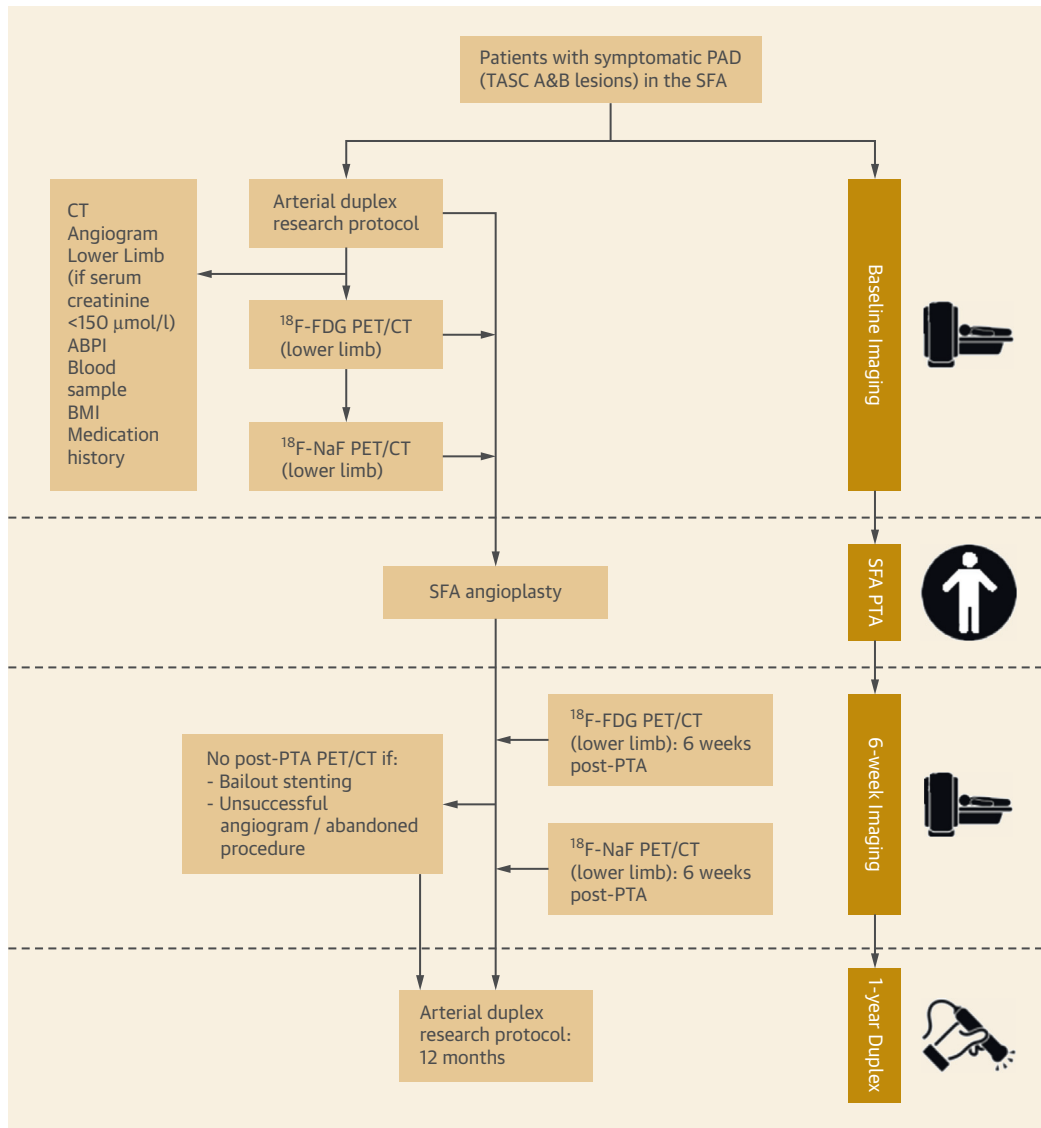 Patients with symptomatic PAD
(TASC A&B lesions) in the SFA
CT
Angiogram
Lower Limb
(if serum
creatinine
<150 μmol/l)
ABPI
Blood
sample
BMI
Medication
history
Arterial duplex
research protocol
¹⁸F-FDG PET/CT
(lower limb)
¹⁸F-NaF PET/CT
(lower limb)
Baseline Imaging
SFA angioplasty
SFA PTA
¹⁸F-FDG PET/CT
(lower limb): 6 weeks
post-PTA
No post-PTA PET/CT if:
- Bailout stenting
- Unsuccessful
angiogram / abandoned
procedure
¹⁸F-NaF PET/CT
(lower limb): 6 weeks
post-PTA
6-week Imaging
Arterial duplex
research protocol:
12 months
1-year Duplex